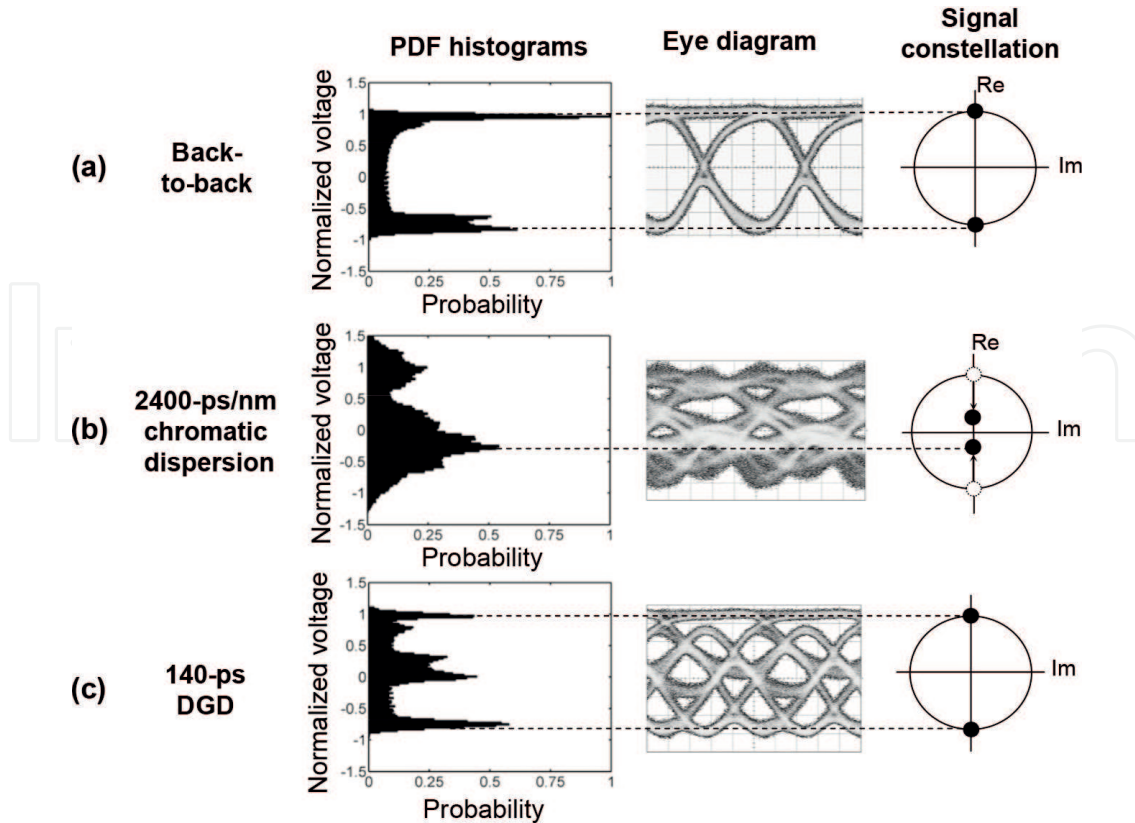 PDF histograms
Eye diagram
Signal
constellation
(a)
Back-
to-back
Normalized voltage
1.5
1
0.5
0
-0.5
-1
-1.5
0 0.25 0.5 0.75 1
Probability
Re
Im
(b)
2400-ps/nm
chromatic
dispersion
Normalized voltage
1.5
1
0.5
0
-0.5
-1
-1.5
0 0.25 0.5 0.75 1
Probability
Re
Im
(c)
140-ps
DGD
Normalized voltage
1.5
1
0.5
0
-0.5
-1
-1.5
0 0.25 0.5 0.75 1
Probability
Im